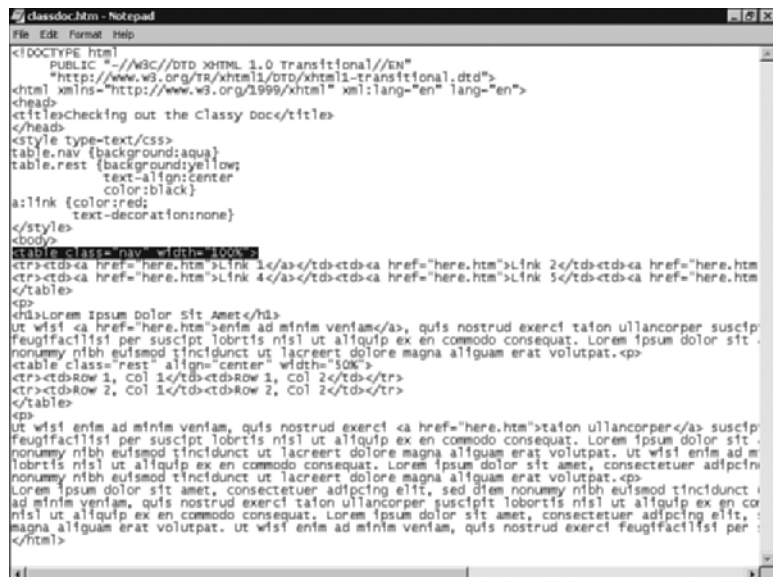 classdoc.htm - Notepad
File Edit Format Help
<!DOCTYPE html
PUBLIC "-//W3C//DTD XHTML 1.0 Transitional//EN"
"http://www.w3.org/TR/xhtml1/DTD/xhtml1-transitional.dtd">
<html xmlns="http://www.w3.org/1999/xhtml" xml:lang="en" lang="en">
<head>
<title>Checking out the Classy Doc</title>
</head>
<style type=text/css>
table.nav {background:aqua}
table.rest {background:yellow;
text-align:center
color:black}
a:link {color:red;
text-decoration:none}
</style>
<body>
<table class="nav" width="100%">
<tr><td><a href="here.htm">Link 1</a></td><td><a href="here.htm">Link 2</td><td><a href="here.htm
<tr><td><a href="here.htm">Link 4</a></td><td><a href="here.htm">Link 5</td><td><a href="here.htm
</table>
<p>
<h1>Lorem Ipsum Dolor Sit Amet</h1>
Ut wisi <a href="here.htm">enim ad minim veniam</a>, quis nostrud exerci taion ullancorper suscip
feugifacilisi per suscipt lobrtis nisl ut aliquip ex en commodo consequat. Lorem ipsum dolor sit
nonummy nibh euismod tincidunct ut lacreert dolore magna aliguam erat volutpat.<p>
<table class="rest" align="center" width="50%">
<tr><td>Row 1, Col 1</td><td>Row 1, Col 2</td></tr>
<tr><td>Row 2, Col 1</td><td>Row 2, Col 2</td></tr>
</table>
<p>
Ut wisi enim ad minim veniam, quis nostrud exerci <a href="here.htm">taion ullancorper</a> suscip
feugifacilisi per suscipt lobrtis nisl ut aliquip ex en commodo consequat. Lorem ipsum dolor sit
nonummy nibh euismod tincidunct ut lacreert dolore magna aliguam erat volutpat. Ut wisi enim ad m
lobrtis nisl ut aliquip ex en commodo consequat. Lorem ipsum dolor sit amet, consectetuer adipcin
nonummy nibh euismod tincidunct ut lacreert dolore magna aliguam erat volutpat.<p>
Lorem ipsum dolor sit amet, consectetuer adipcing elit, sed diem nonummy nibh euismod tincidunct
ad minim veniam, quis nostrud exerci taion ullancorper suscipit lobortis nisl ut aliquip ex en co
nisl ut aliquip ex en commodo consequat. Lorem ipsum dolor sit amet, consectetuer adipcing elit,
magna aliguam erat volutpat. Ut wisi enim ad minim veniam, quis nostrud exerci feugifacilisi per
</html>